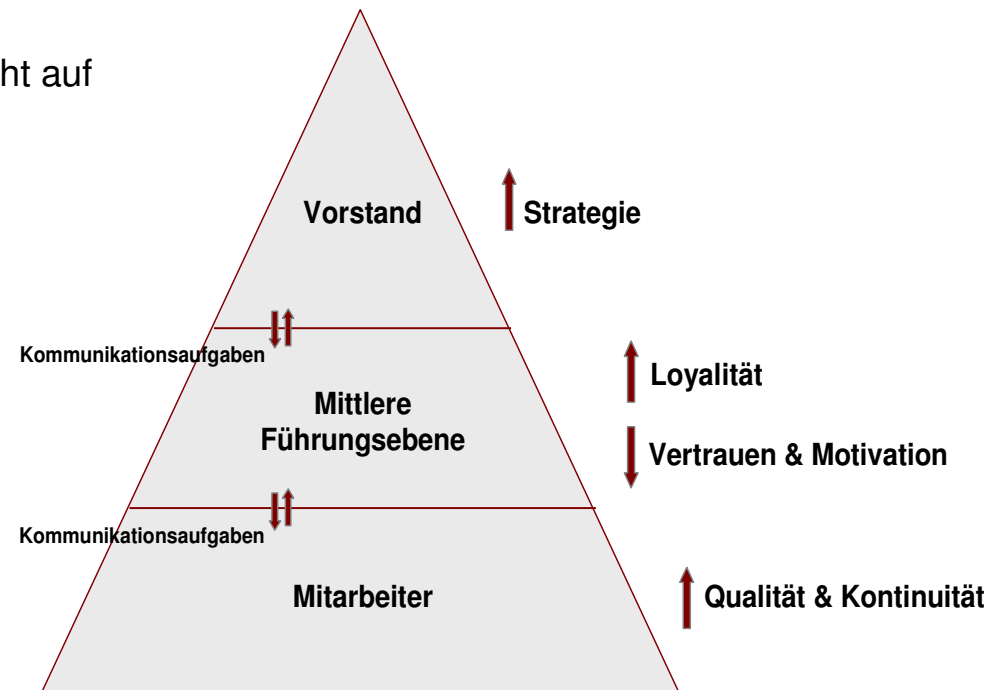 ht auf
Vorstand
Strategie
Kommunikationsaufgaben
Loyalität
Mittlere
Führungsebene
Vertrauen & Motivation
Kommunikationsaufgaben
Mitarbeiter
Qualität & Kontinuität